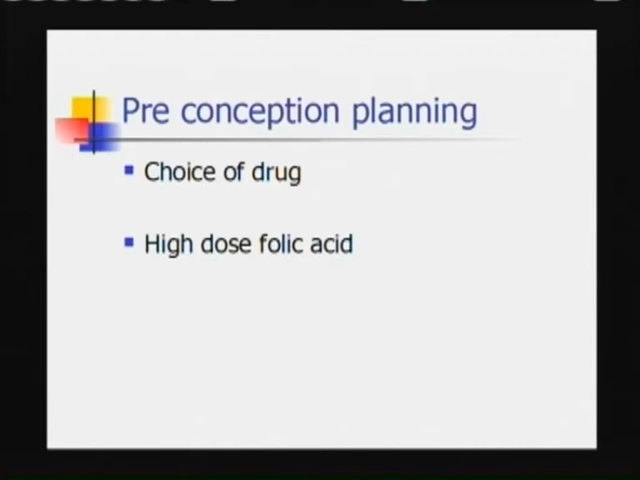 Pre conception planning
Choice of drug
High dose folic acid